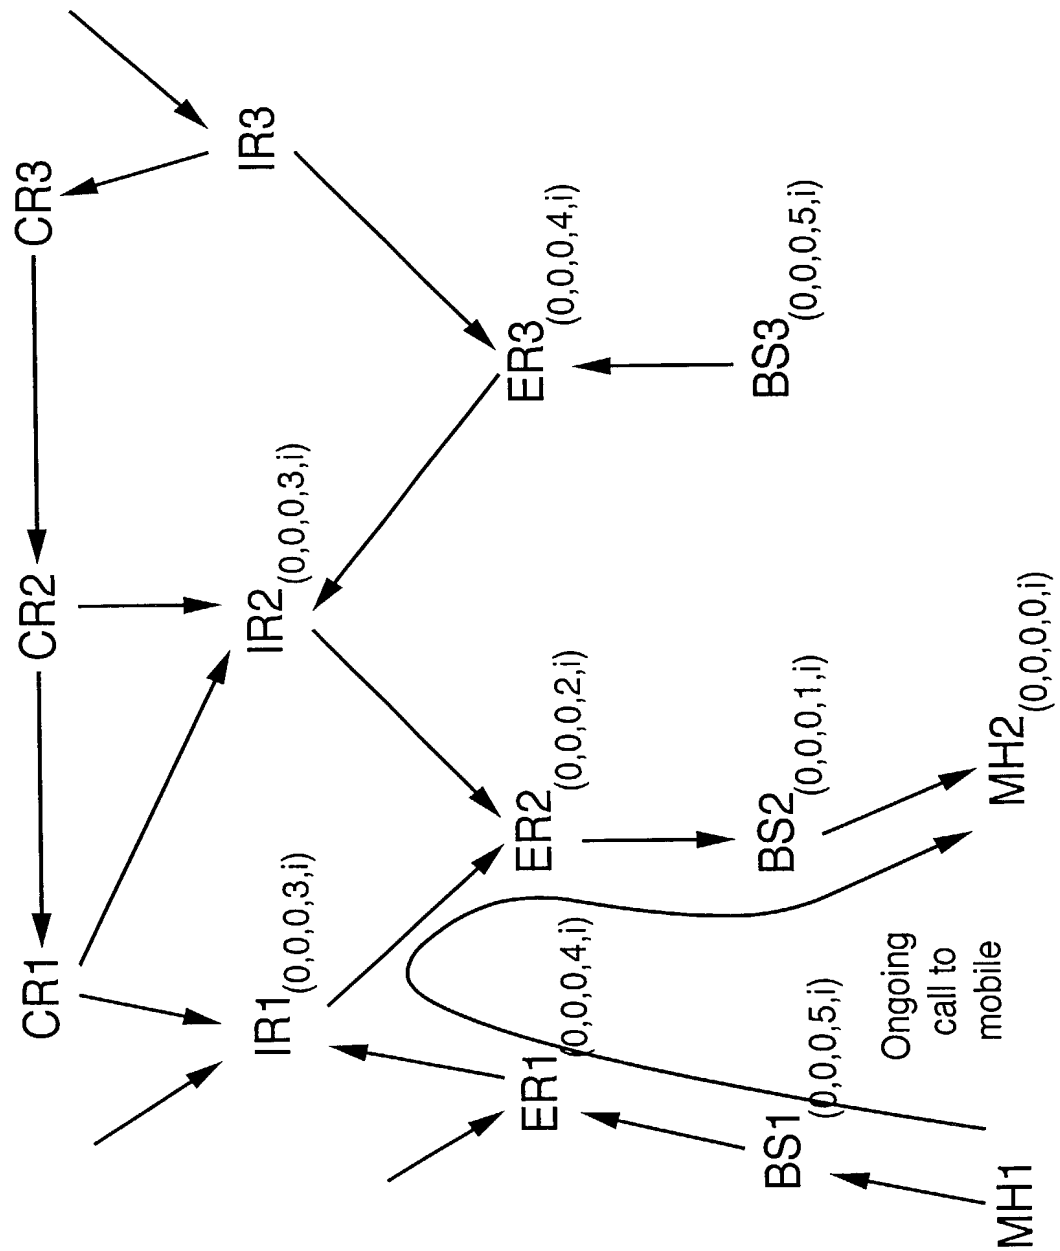 CR1
CR2
CR3
IR1(0,0,0,3,i)
IR2(0,0,0,3,i)
IR3
ER1(0,0,0,4,i)
ER2(0,0,0,2,i)
ER3(0,0,0,4,i)
BS1(0,0,0,5,i)
BS2(0,0,0,1,i)
BS3(0,0,0,5,i)
Ongoing
call to
mobile
MH1
MH2(0,0,0,0,i)